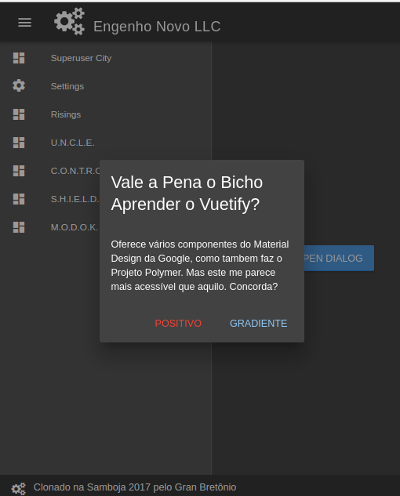 Engenho Novo LLC
Superuser City
Settings
Risings
U.N.C.L.E.
C.O.N.T.RO
S.H.I.E.L.D.
M.O.D.O.K.
Vale a Pena o Bicho
Aprender o Vuetify?
Oferece vários componentes do Material
Design da Google, como tambem faz o
Projeto Polymer. Mas este me parece
mais acessível que aquilo. Concorda?
PEN DIALOG
POSITIVO GRADIENTE
Clonado na Samboja 2017 pelo Gran Bretônio